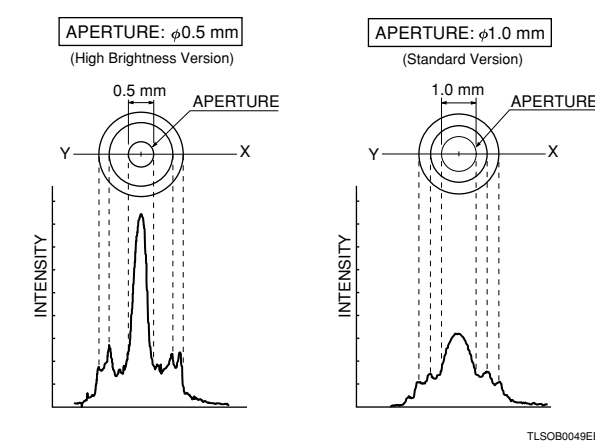 APERTURE: φ0.5 mm
(High Brightness Version)
0.5 mm
APERTURE
Y
X
INTENSITY
APERTURE: φ1.0 mm
(Standard Version)
1.0 mm
APERTURE
Y
X
INTENSITY